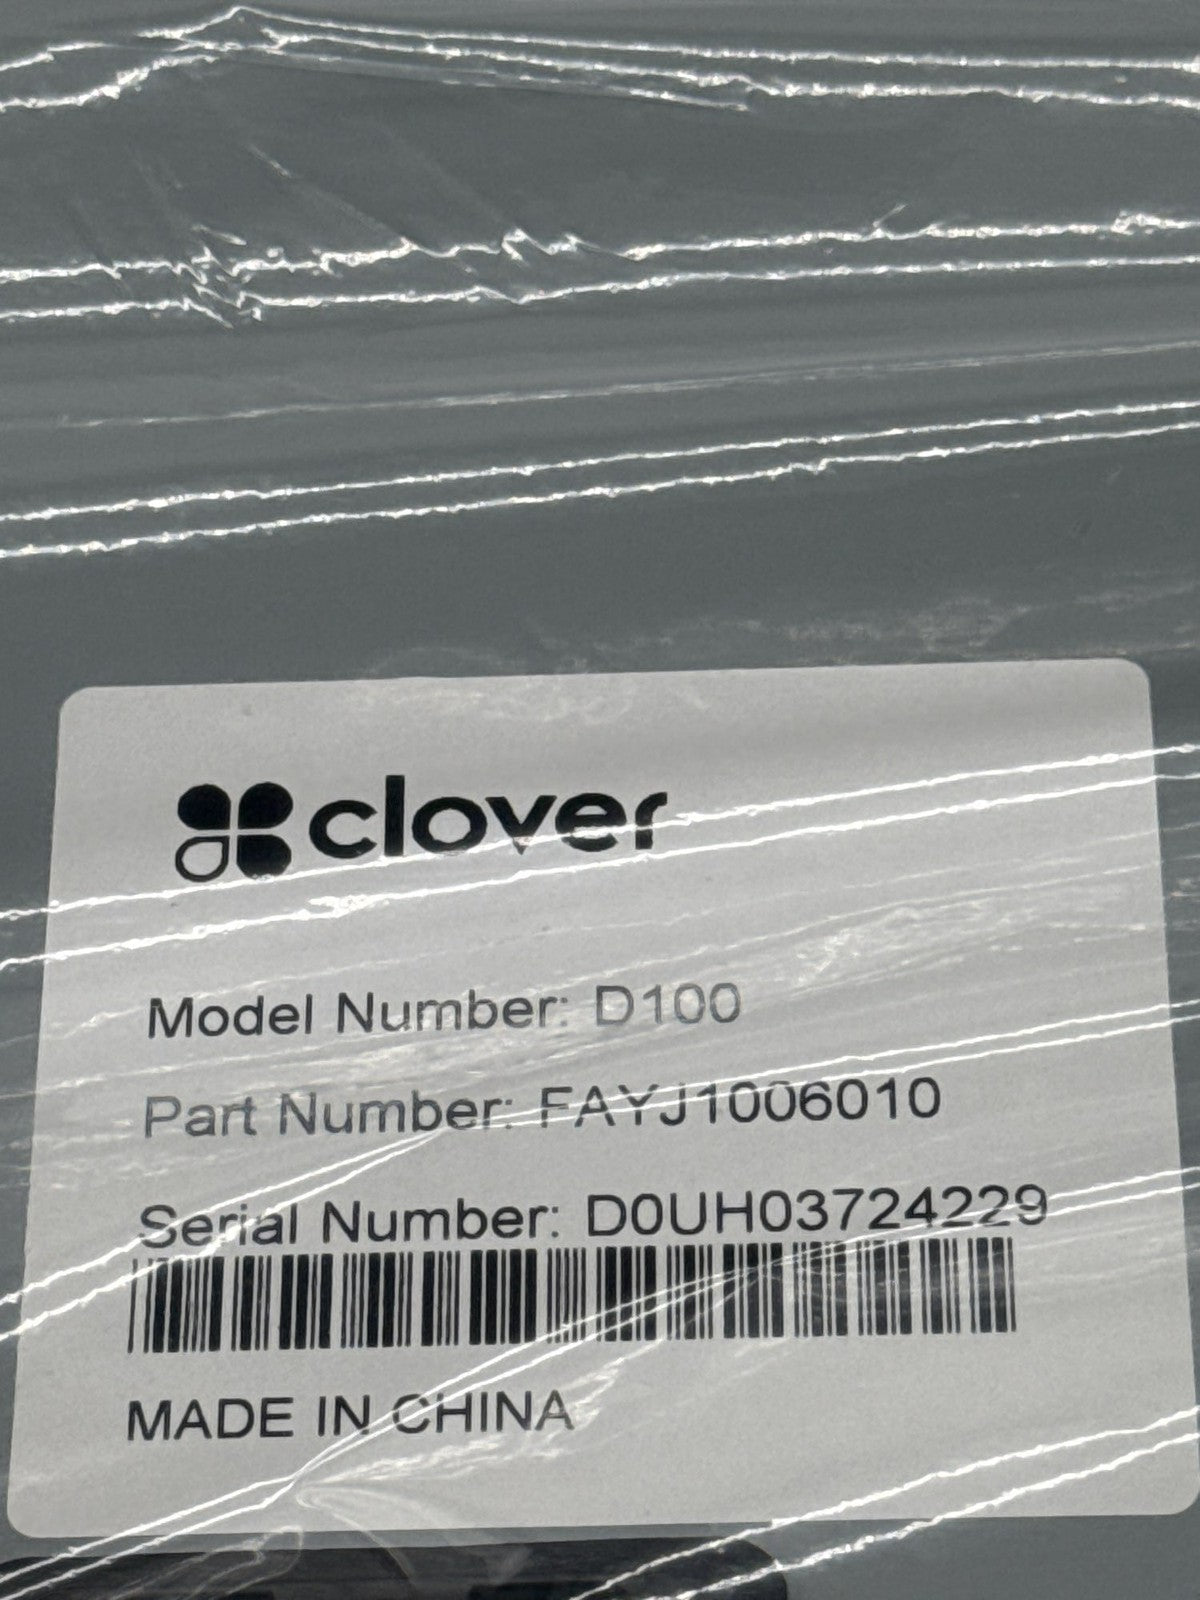 clover
Model Number: D100
Part Number: FAYJ1006010
Serial Number: D0UH03724229
MADE IN CHINA